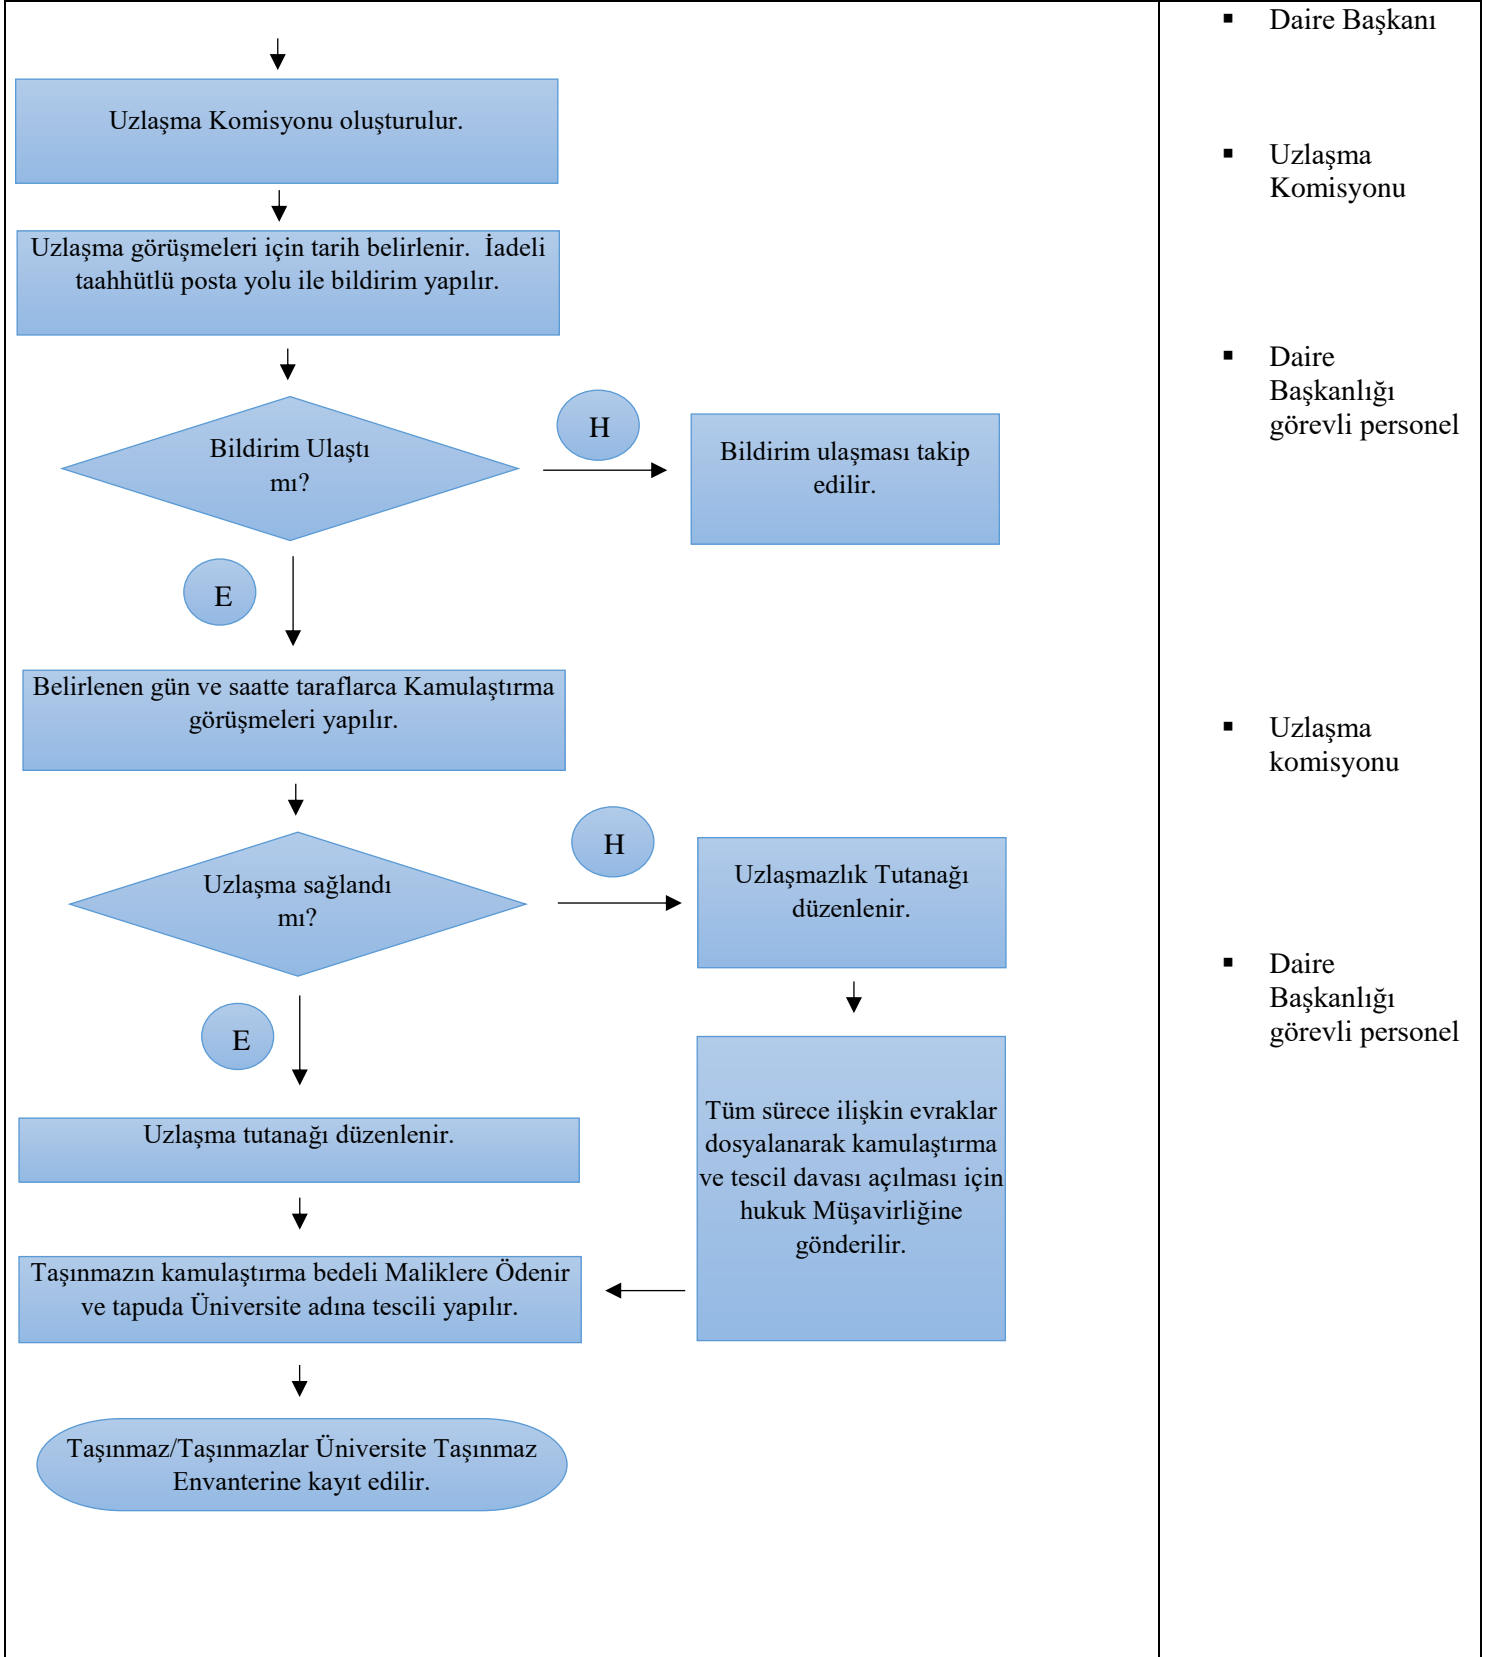 Uzlaşma Komisyonu oluşturulur.
Uzlaşma görüşmeleri için tarih belirlenir.  İadeli
taahhütlü posta yolu ile bildirim yapılır.
Bildirim Ulaştı
mı?
H
Bildirim ulaşması takip
edilir.
E
Belirlenen gün ve saatte taraflarca Kamulaştırma
görüşmeleri yapılır.
Uzlaşma sağlandı
mı?
H
Uzlaşmazlık Tutanağı
düzenlenir.
E
Tüm sürece ilişkin evraklar
dosyalanarak kamulaştırma
ve tescil davası açılması için
hukuk Müşavirliğine
gönderilir.
Uzlaşma tutanağı düzenlenir.
Taşınmazın kamulaştırma bedeli Maliklere Ödenir
ve tapuda Üniversite adına tescili yapılır.
Taşınmaz/Taşınmazlar Üniversite Taşınmaz
Envanterine kayıt edilir.
▪ Daire Başkanı
▪ Uzlaşma
Komisyonu
▪ Daire
Başkanlığı
görevli personel
▪ Uzlaşma
komisyonu
▪ Daire
Başkanlığı
görevli personel